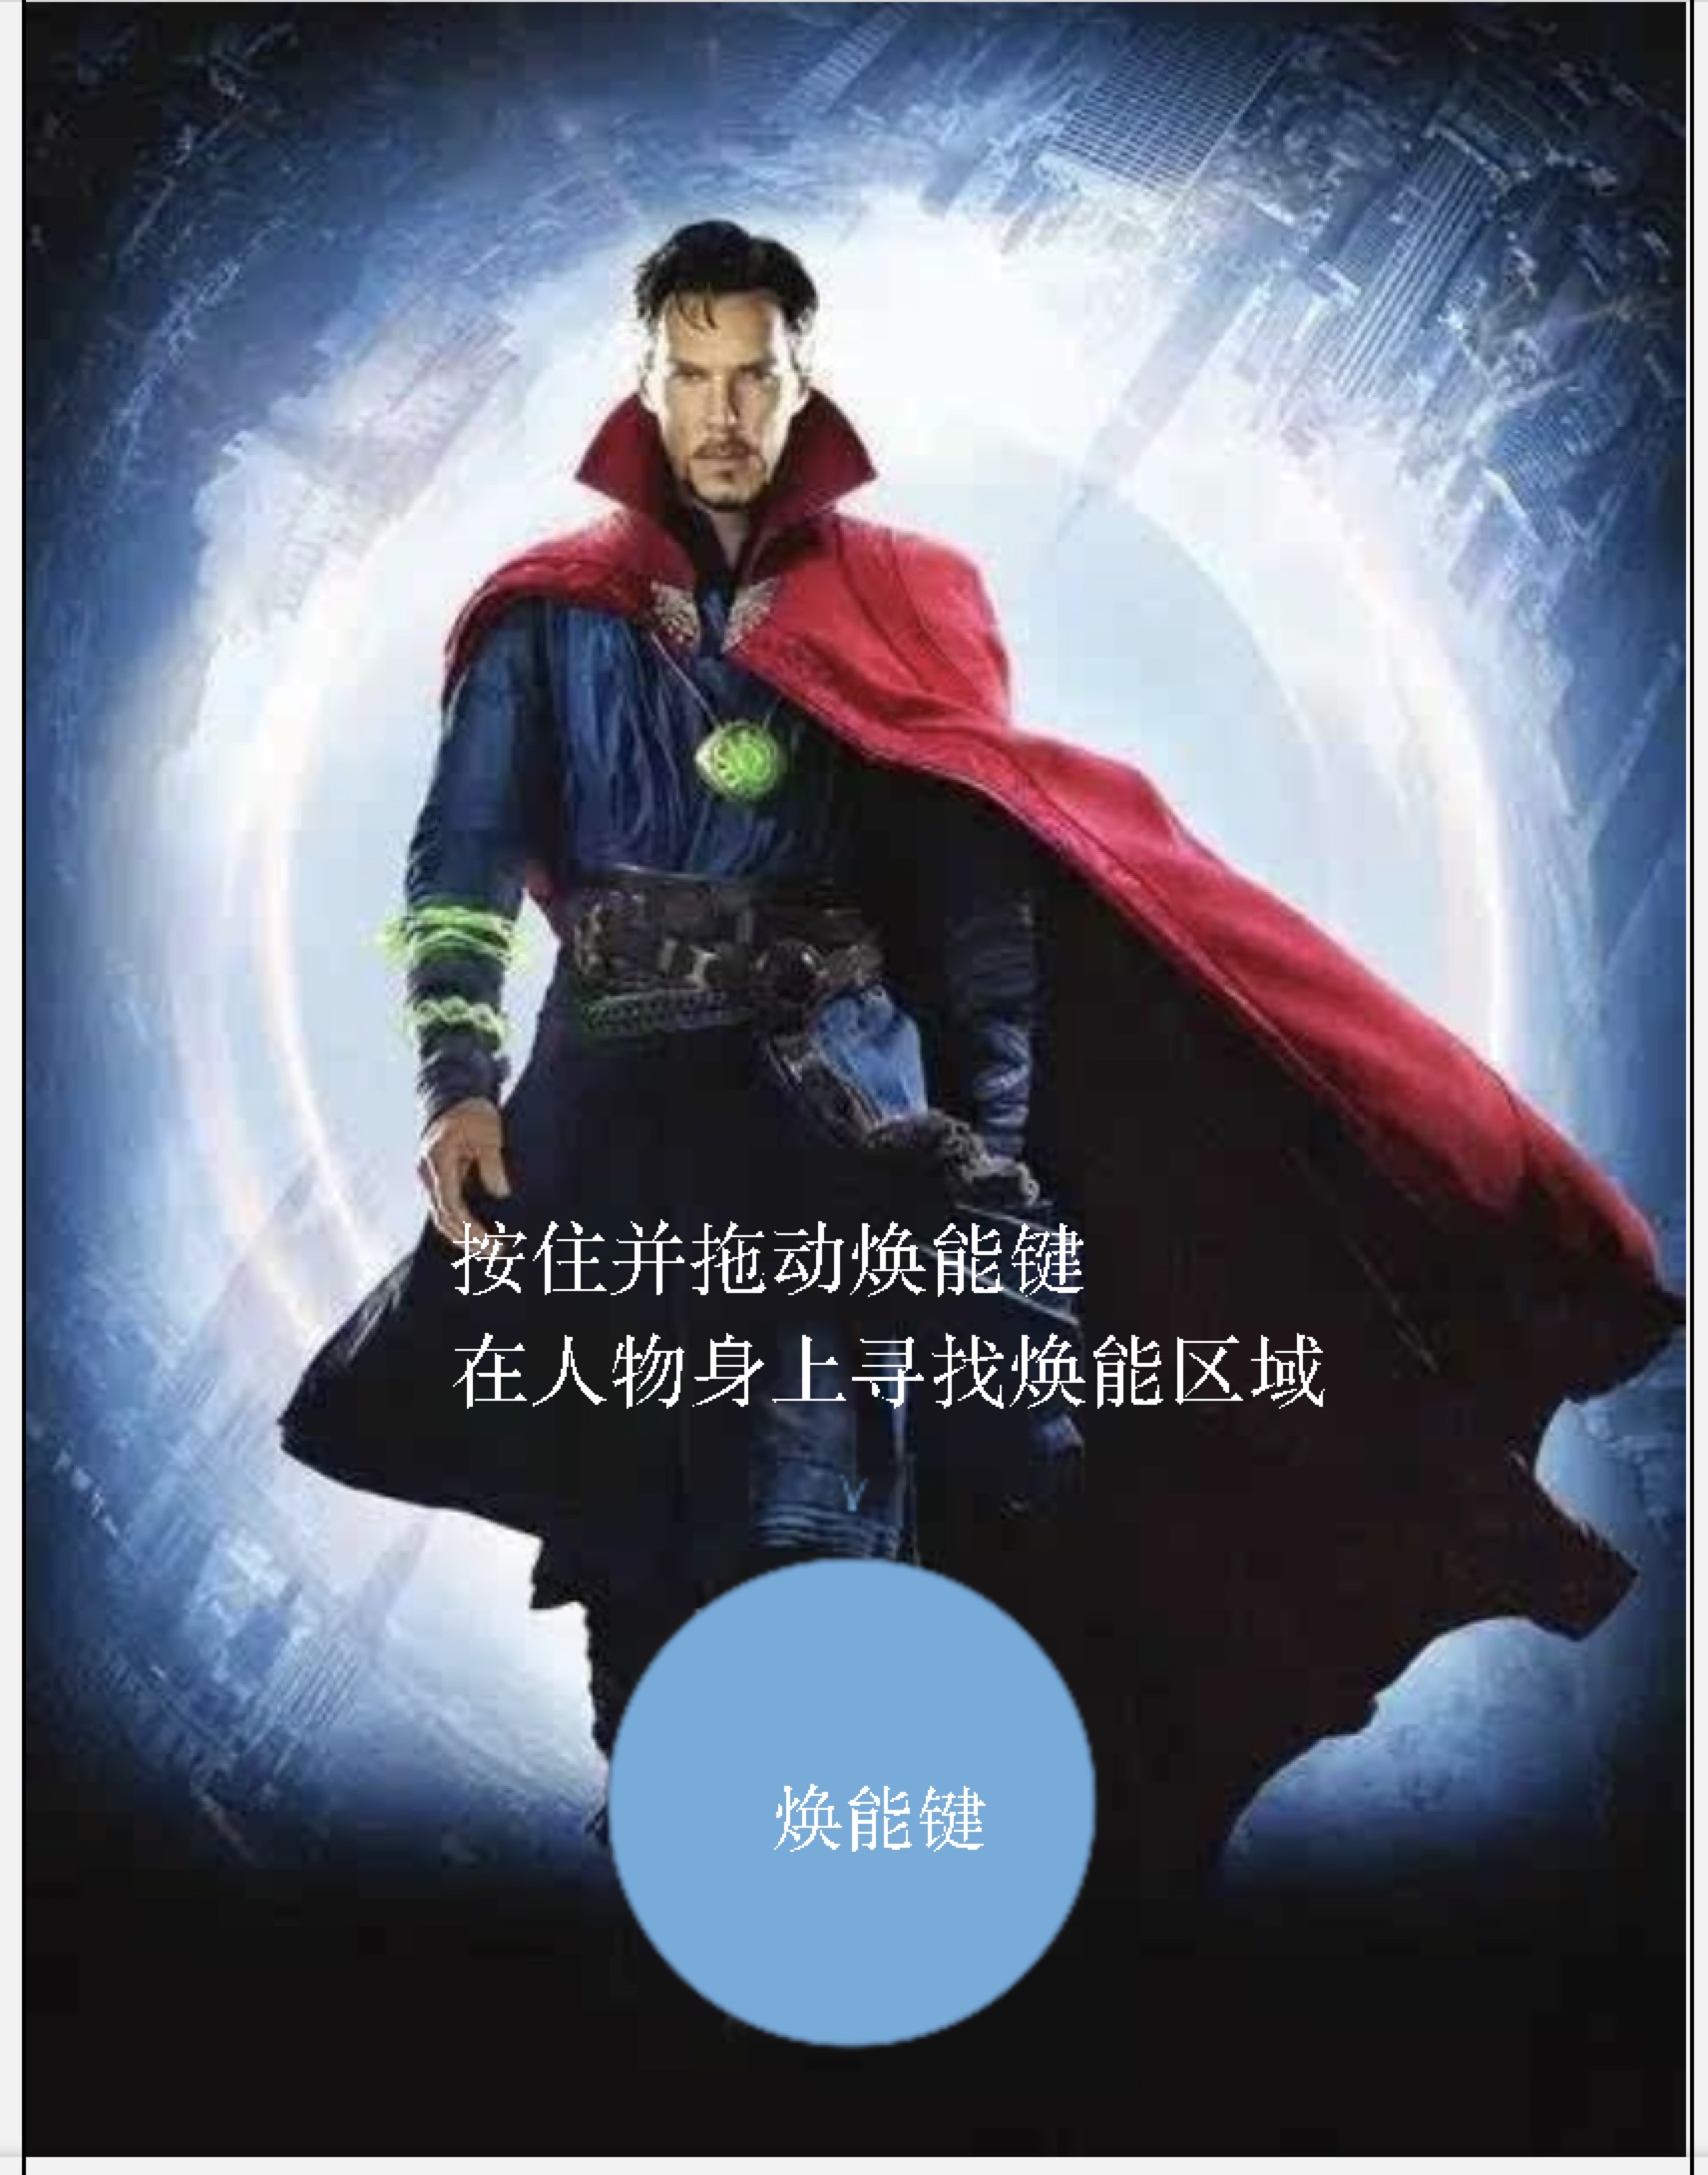 按住并拖动焕能键
在人物身上寻找焕能区域
焕能键